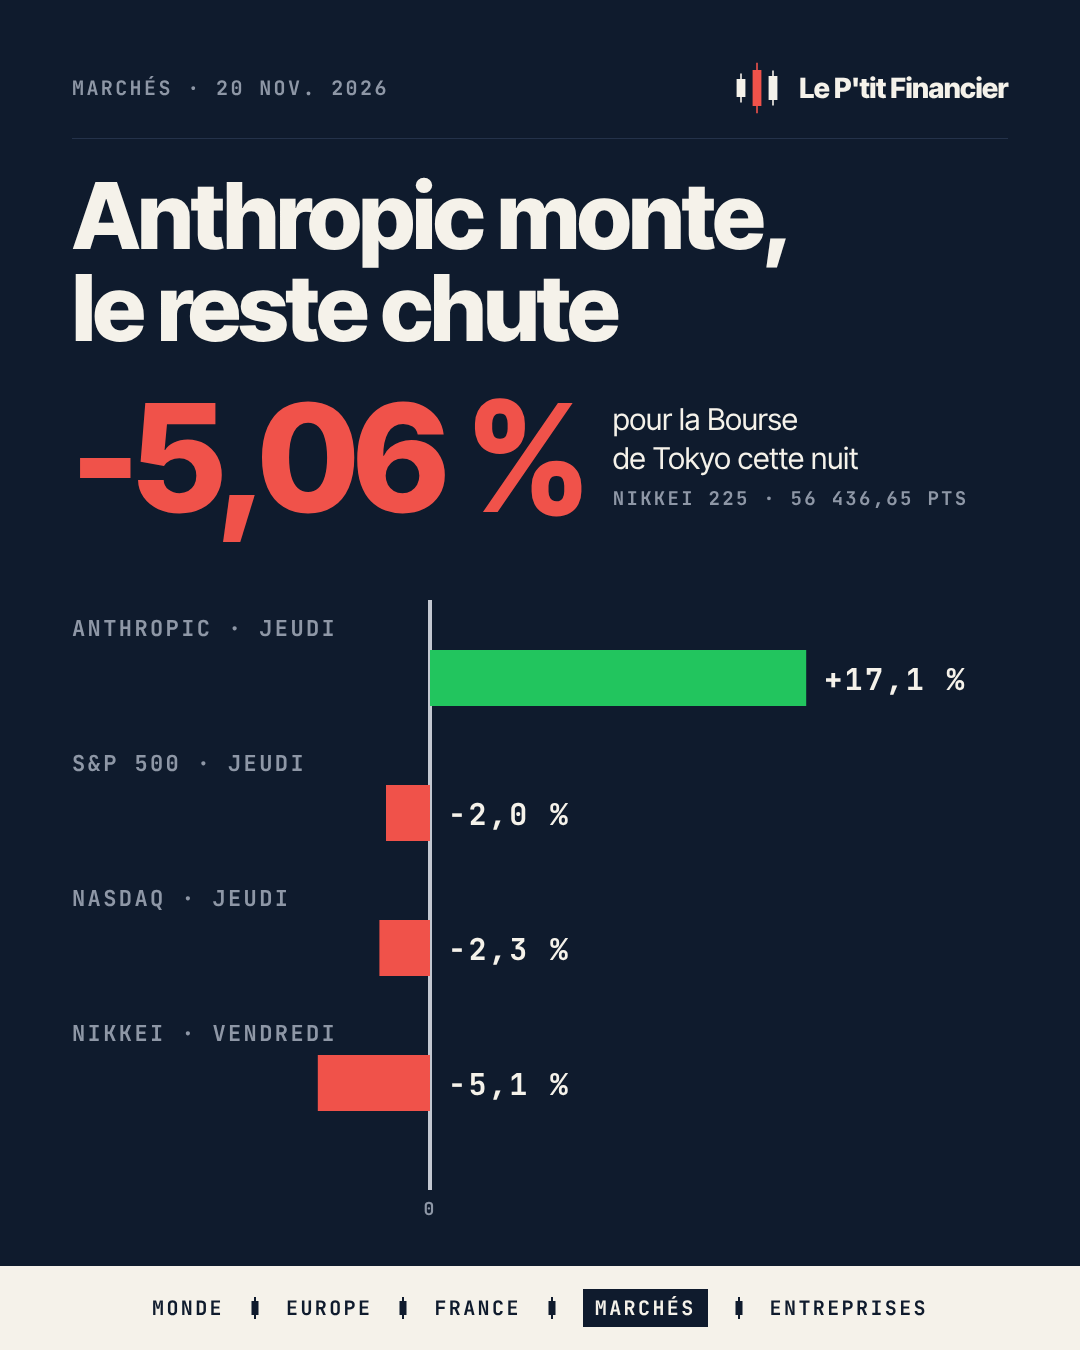 MARCHÉS · 20 NOV. 2026
Le P'tit Financier
Anthropic monte,
le reste chute
-5,06 %
pour la Bourse
de Tokyo cette nuit
NIKKEI 225 · 56 436,65 PTS
ANTHROPIC · JEUDI
+17,1 %
S&P 500 · JEUDI
-2,0 %
NASDAQ · JEUDI
-2,3 %
NIKKEI · VENDREDI
-5,1 %
0
MONDE EUROPE FRANCE MARCHÉS ENTREPRISES